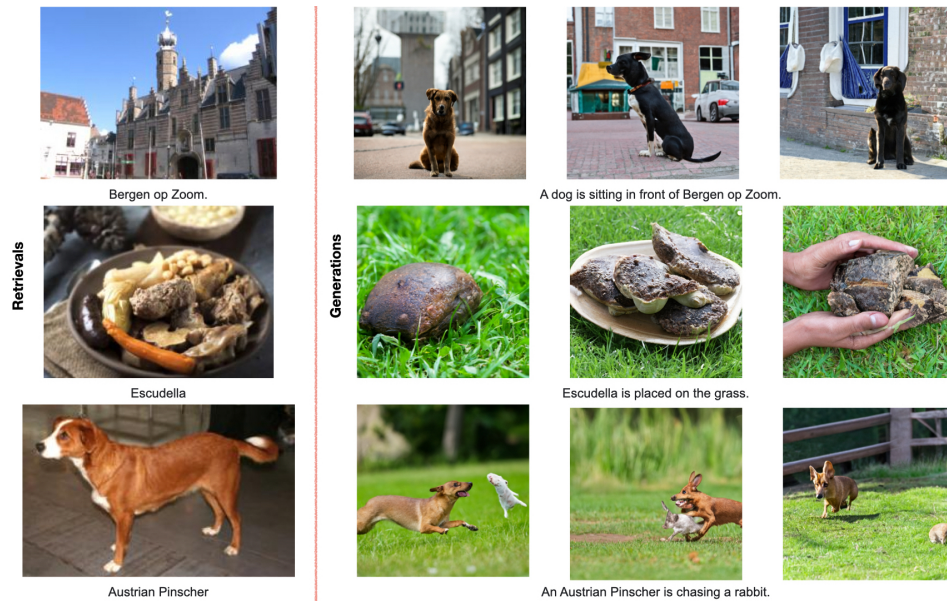 Retrievals
Generations
Bergen op Zoom.
A dog is sitting in front of Bergen op Zoom.
Escudella
Escudella is placed on the grass.
Austrian Pinscher
An Austrian Pinscher is chasing a rabbit.